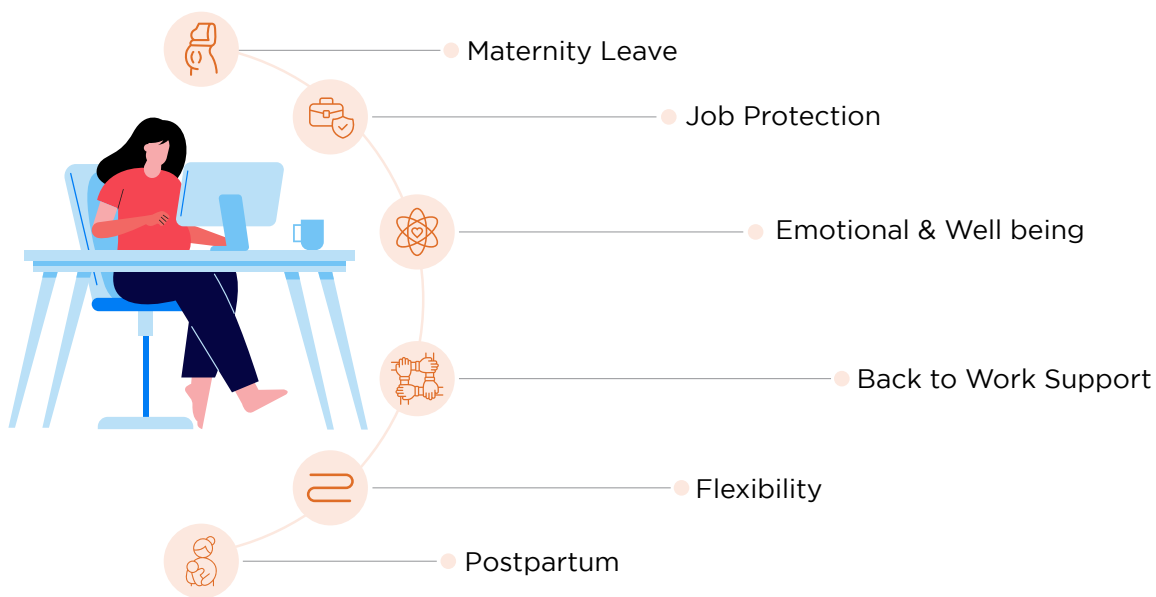 Maternity Leave
Job Protection
Emotional & Well being
Back to Work Support
Flexibility
Postpartum